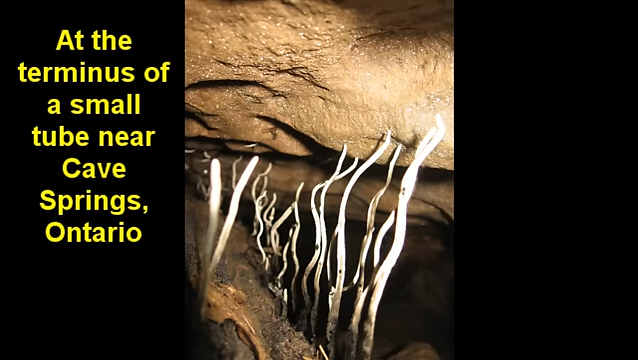 At the
terminus of
a small
tube near
Cave
Springs,
Ontario